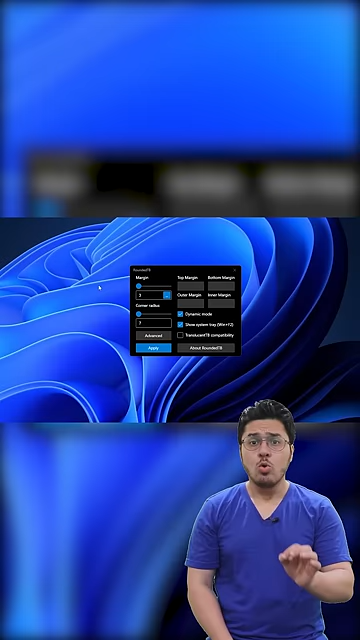 RoundedTB
Margin
Top Margin
Bottom Margin
3
...
Outer Margin
Inner Margin
Corner radius
Dynamic mode
7
Show system tray (Win+F2)
Advanced
TranslucentTB compatibility
Apply
About RoundedTB